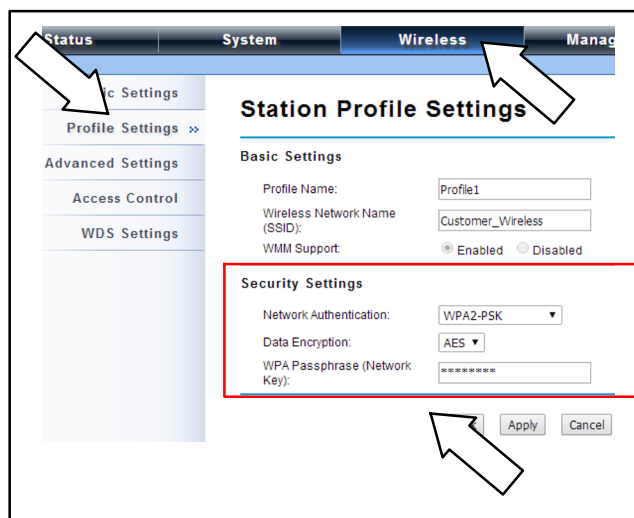 Status System Wireless Manag
ic Settings
Profile Settings »
Advanced Settings
Access Control
WDS Settings
Station Profile Settings
Basic Settings
Profile Name: Profile1
Wireless Network Name
(SSID): Customer_Wireless
WMM Support: Enabled Disabled
Security Settings
Network Authentication: WPA2-PSK
Data Encryption: AES
WPA Passphrase (Network
Key): ********
Apply Cancel